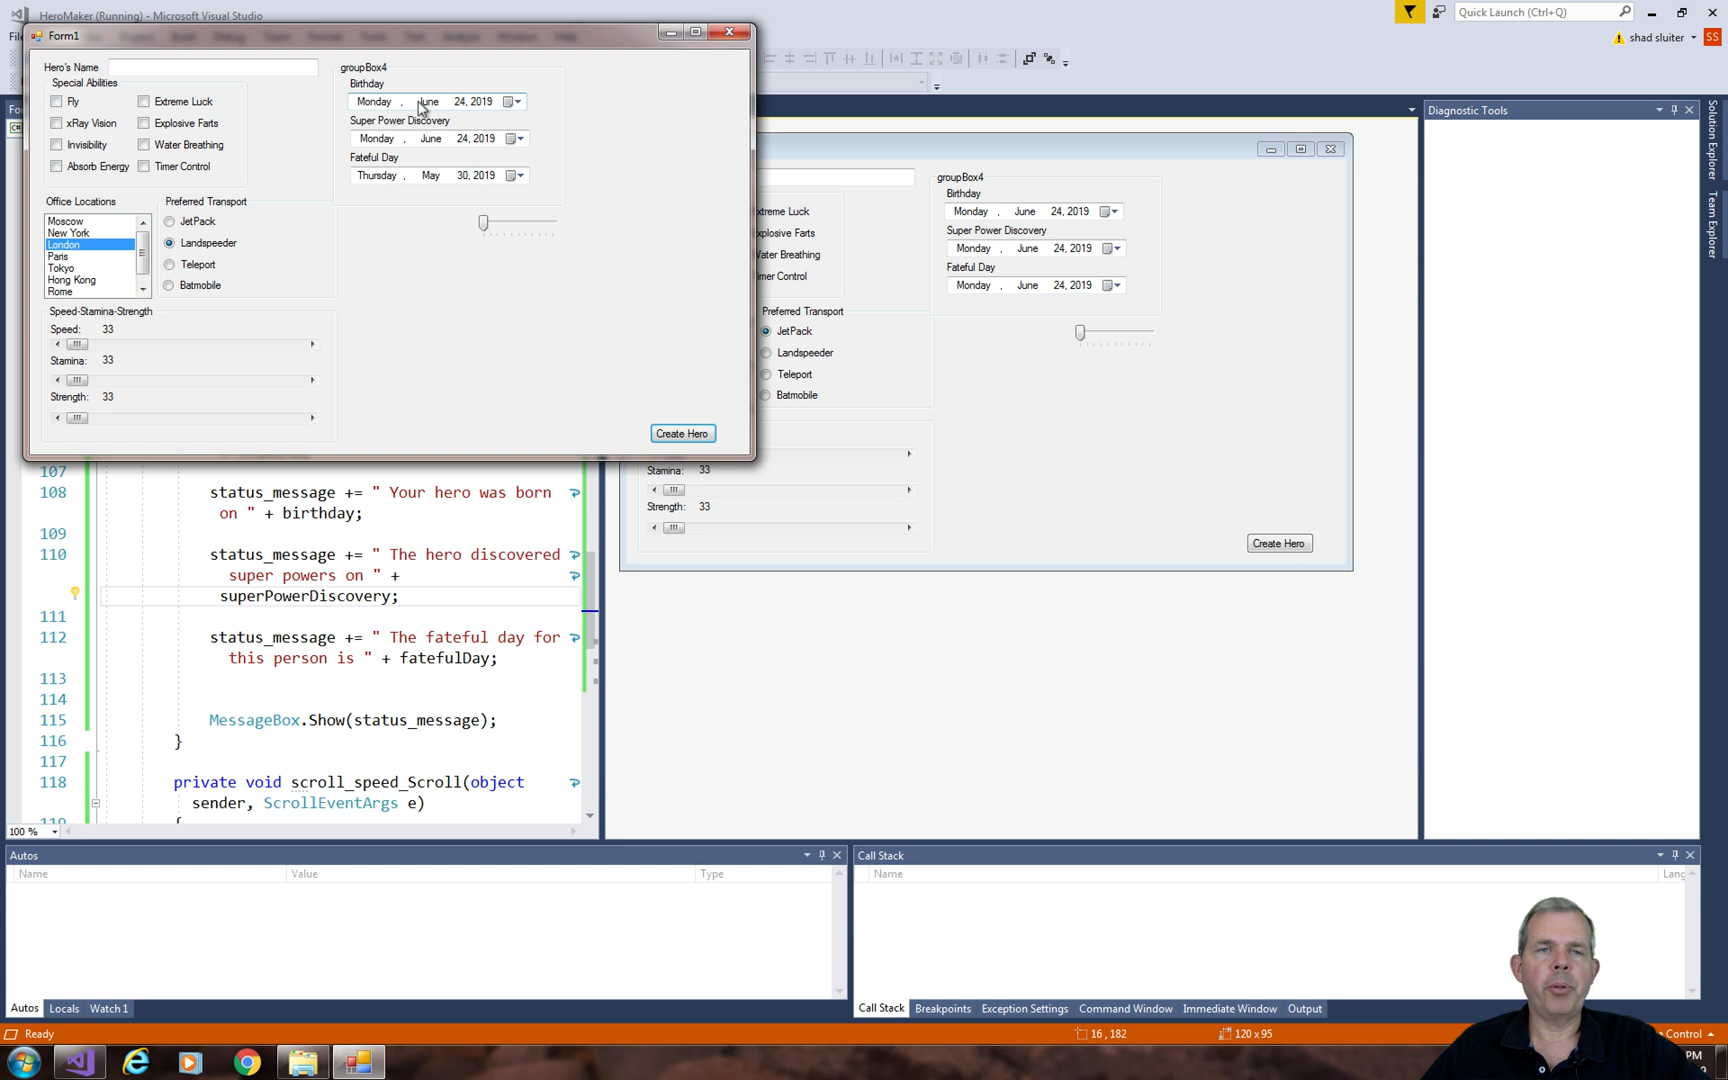 HeroMaker (Running) - Microsoft Visual Studio
Quick Launch (Ctrl+Q)
Form1
shad sluiter
SS
Hero's Name
Special Abilities
Fly
Extreme Luck
xRay Vision
Explosive Farts
Invisibility
Water Breathing
Absorb Energy
Timer Control
groupBox4
Birthday
Monday , June 24, 2019
Super Power Discovery
Monday , June 24, 2019
Fateful Day
Thursday , May 30, 2019
Office Locations
Moscow
New York
London
Paris
Tokyo
Hong Kong
Rome
Preferred Transport
JetPack
Landspeeder
Teleport
Batmobile
Speed-Stamina-Strength
Speed: 33
Stamina: 33
Strength: 33
Create Hero
groupBox4
Birthday
Monday , June 24, 2019
Super Power Discovery
Monday , June 24, 2019
Fateful Day
Monday , June 24, 2019
Preferred Transport
JetPack
Landspeeder
Teleport
Batmobile
Stamina: 33
Strength: 33
Create Hero
Diagnostic Tools
Solution Explorer
Team Explorer
107
108 status_message += " Your hero was born
on " + birthday;
109
110 status_message += " The hero discovered
super powers on " +
superPowerDiscovery;
111
112 status_message += " The fateful day for
this person is " + fatefulDay;
113
114
115 MessageBox.Show(status_message);
116 }
117
118 private void scroll_speed_Scroll(object
sender, ScrollEventArgs e)
119 {
100 %
Autos
Name Value Type
Autos Locals Watch 1
Call Stack
Name Lang
Call Stack Breakpoints Exception Settings Command Window Immediate Window Output
Ready
16 , 182
120 x 95
Control
PM